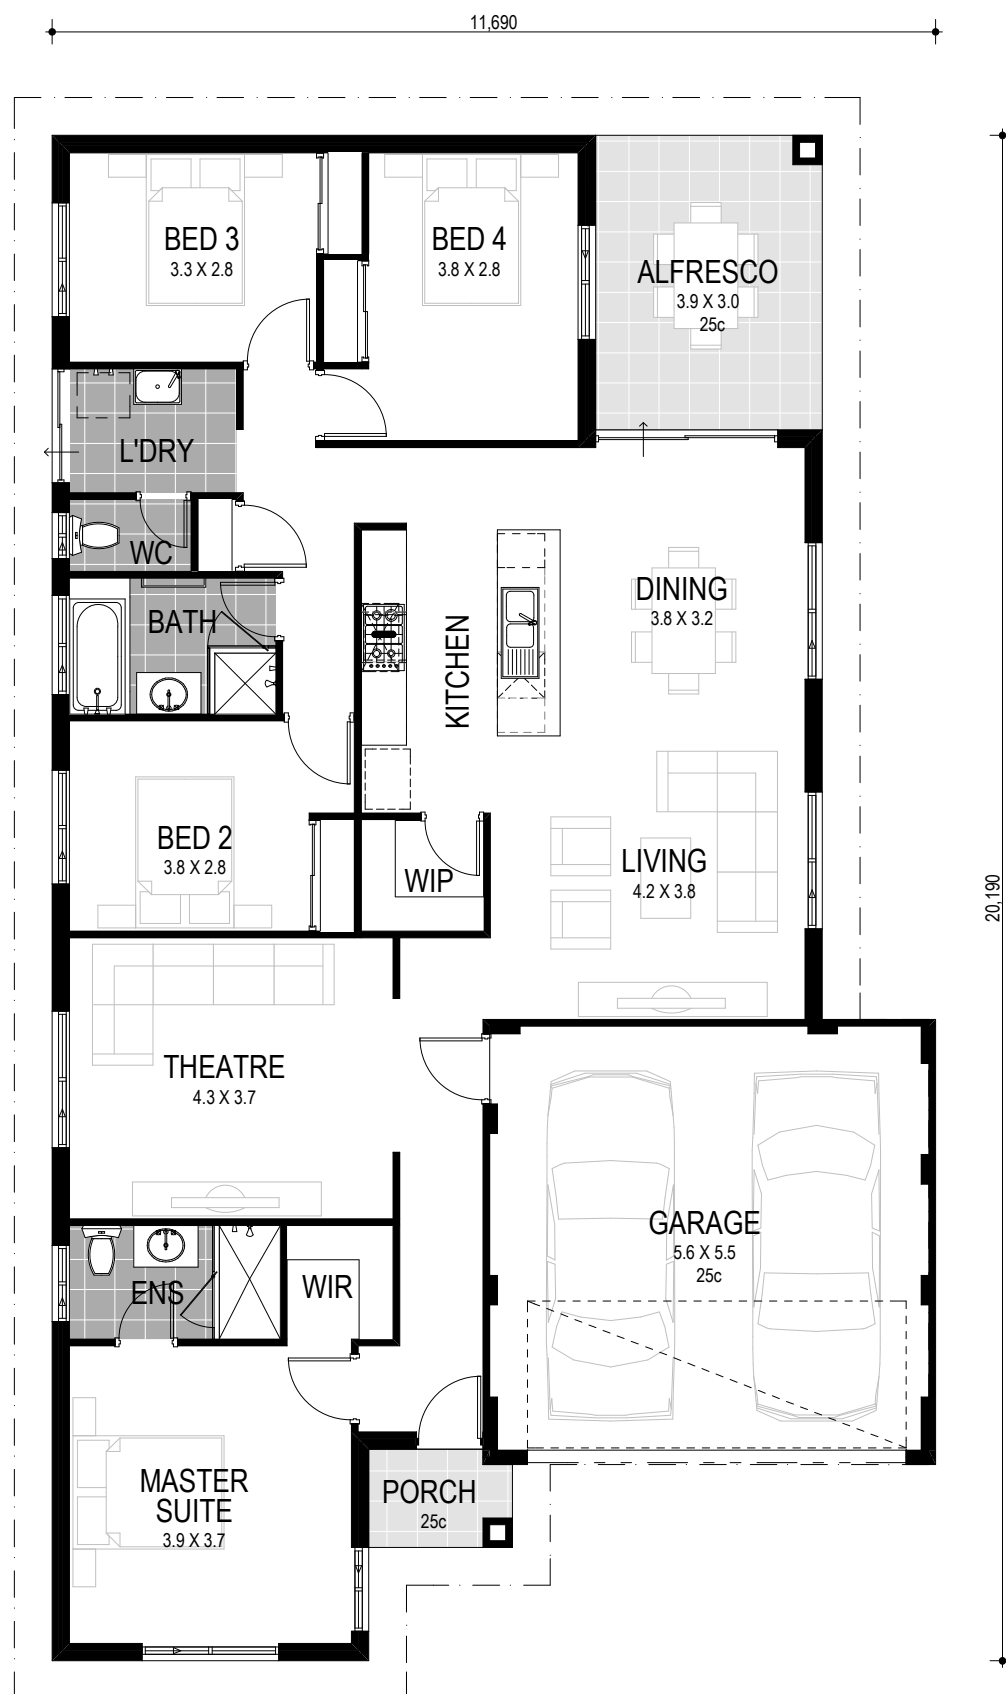 11,690
BED 3
3.3 X 2.8
BED 4
3.8 X 2.8
ALFRESCO
3.9 X 3.0
25c
L'DRY
WC
BATH
KITCHEN
DINING
3.8 X 3.2
BED 2
3.8 X 2.8
WIP
LIVING
4.2 X 3.8
20,190
THEATRE
4.3 X 3.7
GARAGE
5.6 X 5.5
25c
ENS
WIR
MASTER
SUITE
3.9 X 3.7
PORCH
25c